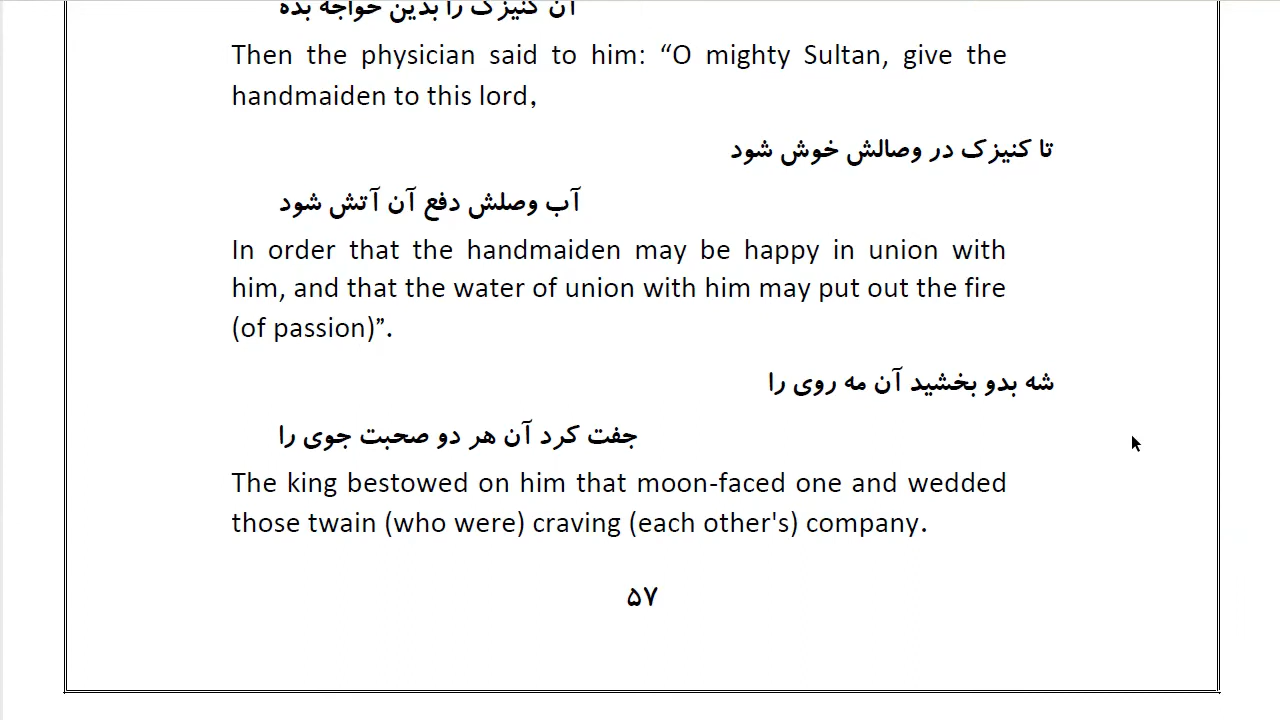 آن کنیزک را بدین خواجه بده
Then the physician said to him: “O mighty Sultan, give the
handmaiden to this lord,
تا کنیزک در وصالش خوش شود
آب وصلش دفع آن آتش شود
In order that the handmaiden may be happy in union with
him, and that the water of union with him may put out the fire
(of passion)”.
شه بدو بخشید آن مه روی را
جفت کرد آن هر دو صحبت جوی را
The king bestowed on him that moon-faced one and wedded
those twain (who were) craving (each other's) company.
۵۷